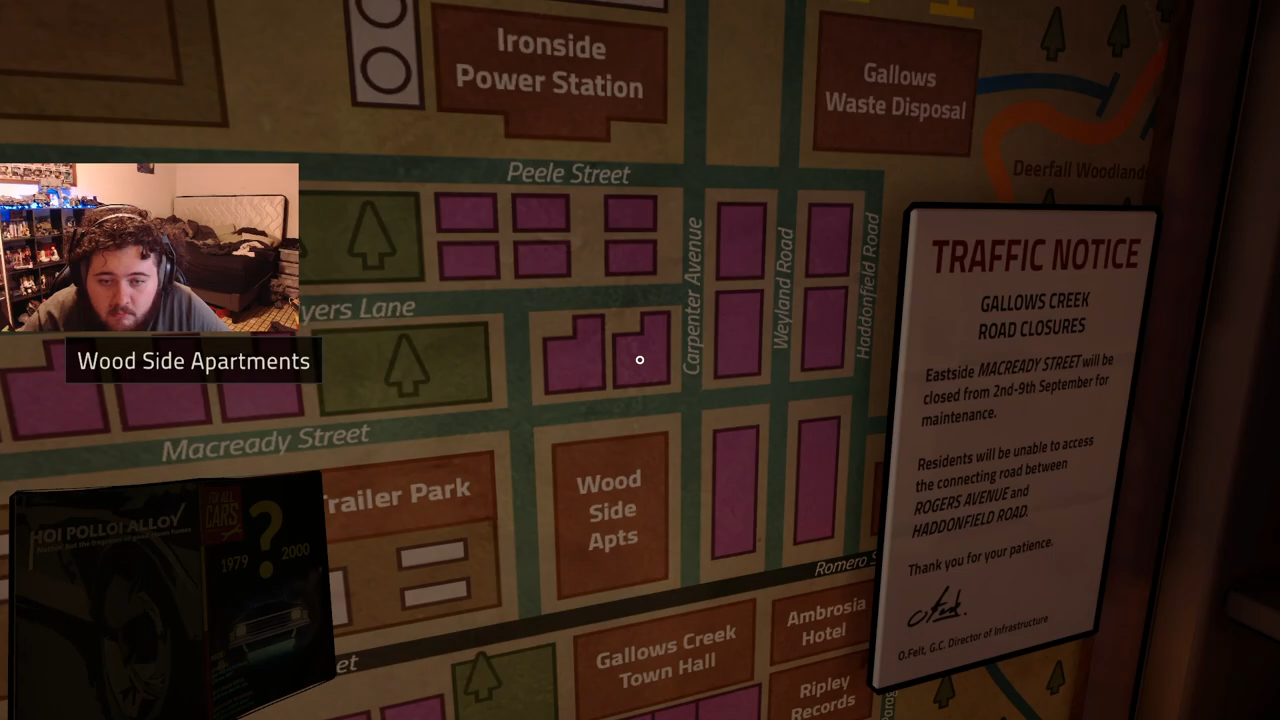 Ironside
Power Station
Gallows
Waste Disposal
Peele Street
Deerfall Woodlands
Carpenter Avenue
Weyland Road
Haddonfield Road
yers Lane
Wood Side Apartments
Macready Street
Trailer Park
Wood
Side
Apts
Romero S
Gallows Creek
Town Hall
Ambrosia
Hotel
Ripley
Records
et
TRAFFIC NOTICE
GALLOWS CREEK
ROAD CLOSURES
Eastside MACREADY STREET will be
closed from 2nd-9th September for
maintenance.
Residents will be unable to access
the connecting road between
ROGERS AVENUE and
HADDONFIELD ROAD.
Thank you for your patience.
O.Felt, G.C. Director of Infrastructure
HOI POLLOI ALLOY
FOR ALL
CARS
?
1979
2000